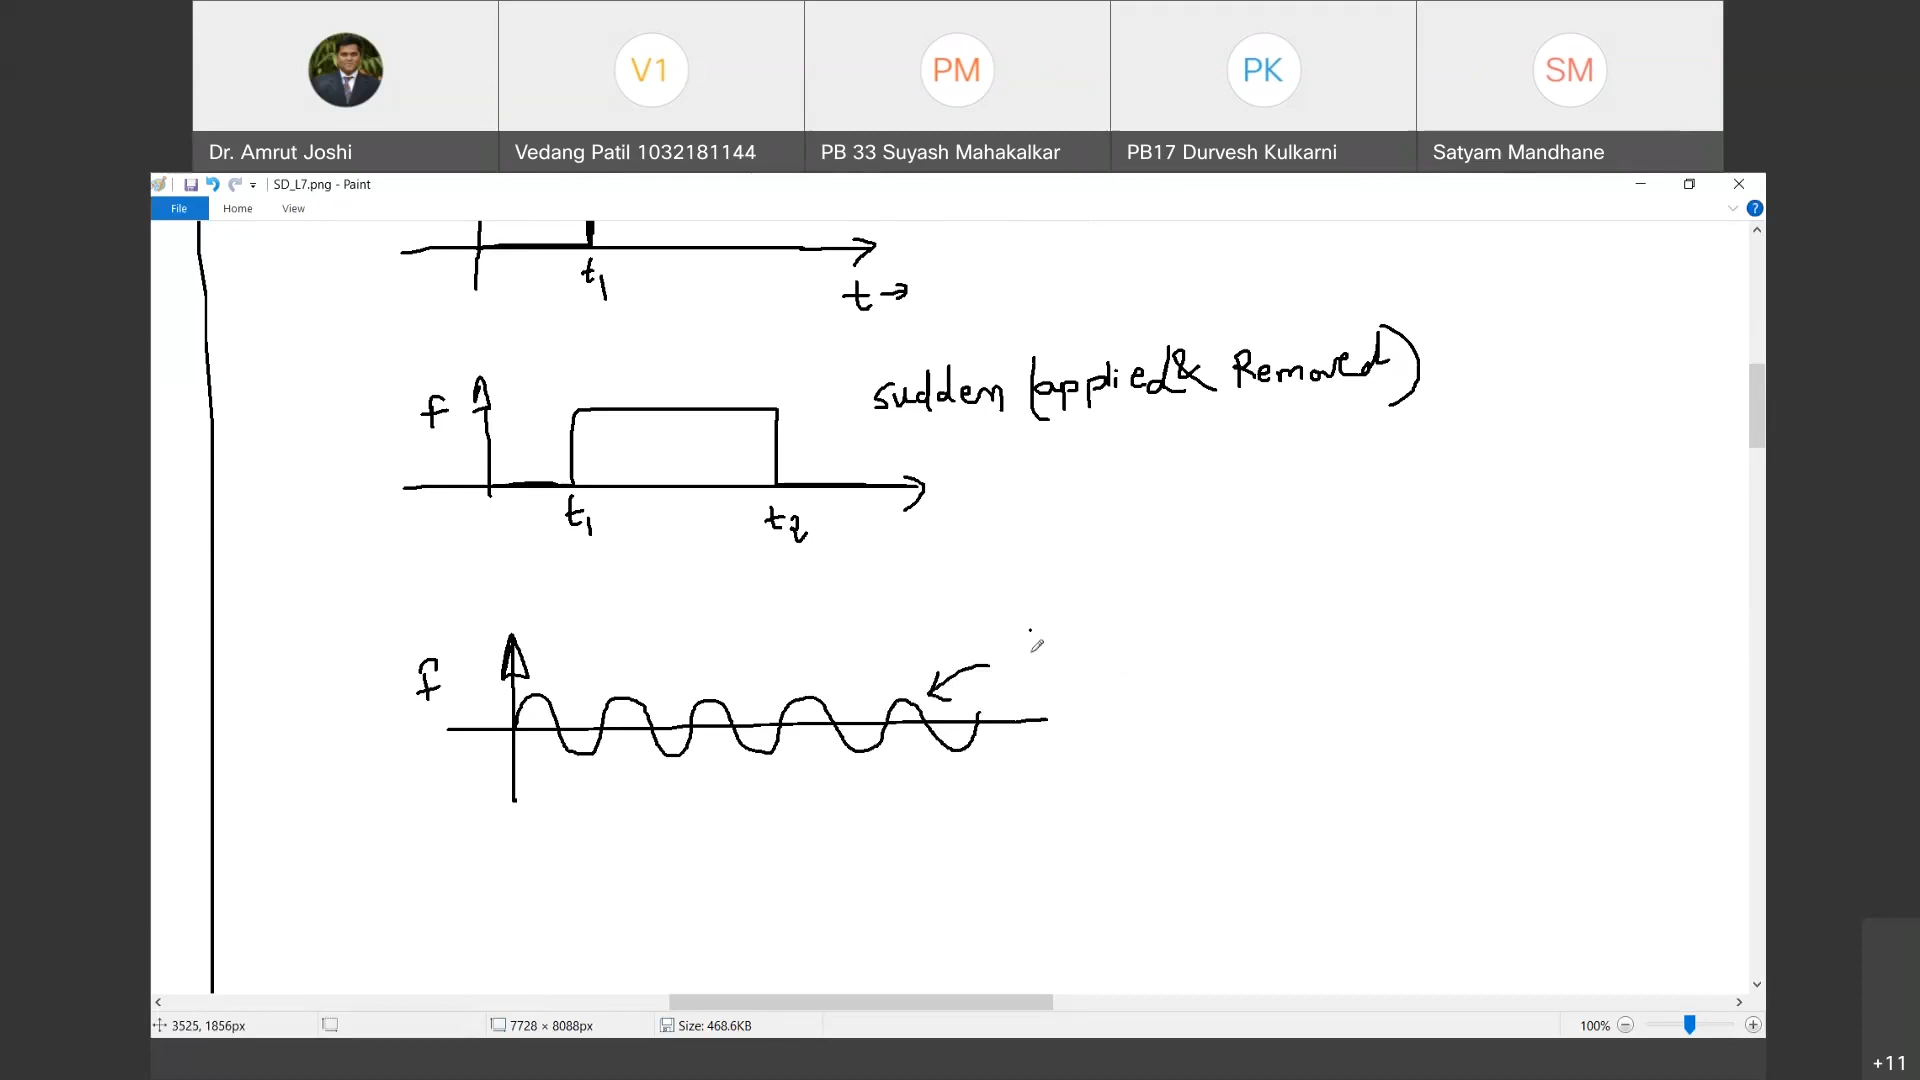 V1 PM PK SM
Dr. Amrut Joshi Vedang Patil 1032181144 PB 33 Suyash Mahakalkar PB17 Durvesh Kulkarni Satyam Mandhane
SD_L7.png - Paint
File Home View ?
t1
t →
f sudden (applied & Removed)
t1 t2
f
3525, 1856px 7728 × 8088px Size: 468.6KB 100%
+11